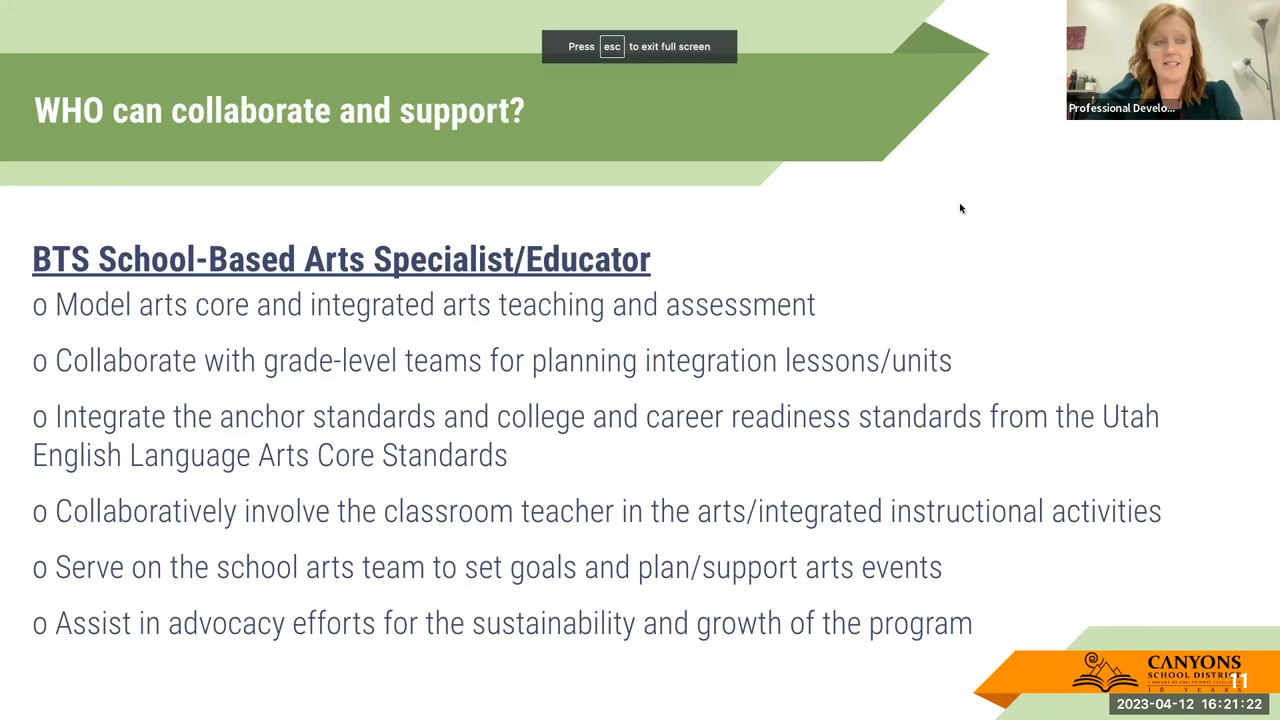 Press esc to exit full screen
WHO can collaborate and support?
Professional Develo...
BTS School-Based Arts Specialist/Educator
o Model arts core and integrated arts teaching and assessment
o Collaborate with grade-level teams for planning integration lessons/units
o Integrate the anchor standards and college and career readiness standards from the Utah
English Language Arts Core Standards
o Collaboratively involve the classroom teacher in the arts/integrated instructional activities
o Serve on the school arts team to set goals and plan/support arts events
o Assist in advocacy efforts for the sustainability and growth of the program
CANYONS
SCHOOL DISTRICT
10 YEARS
11
2023-04-12 16:21:22